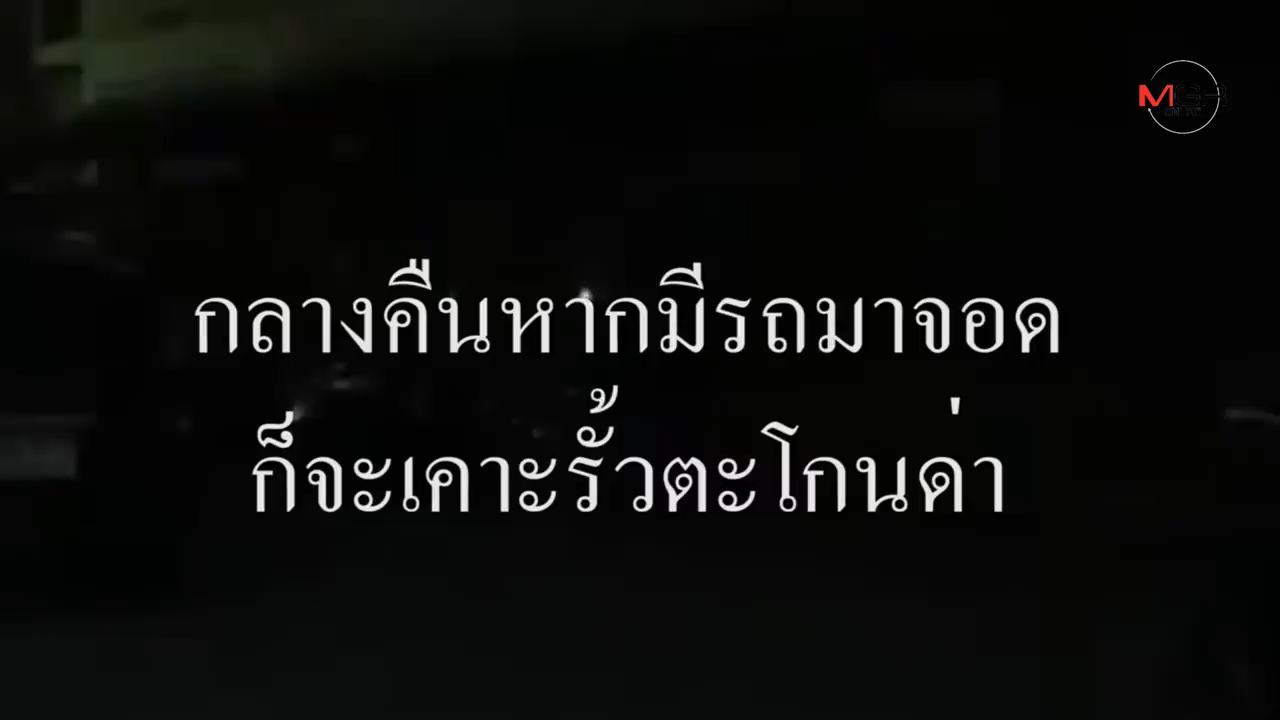 MGR
กลางคืนหากมีรถมาจอด
ก็จะเคาะรั้วตะโกนด่า